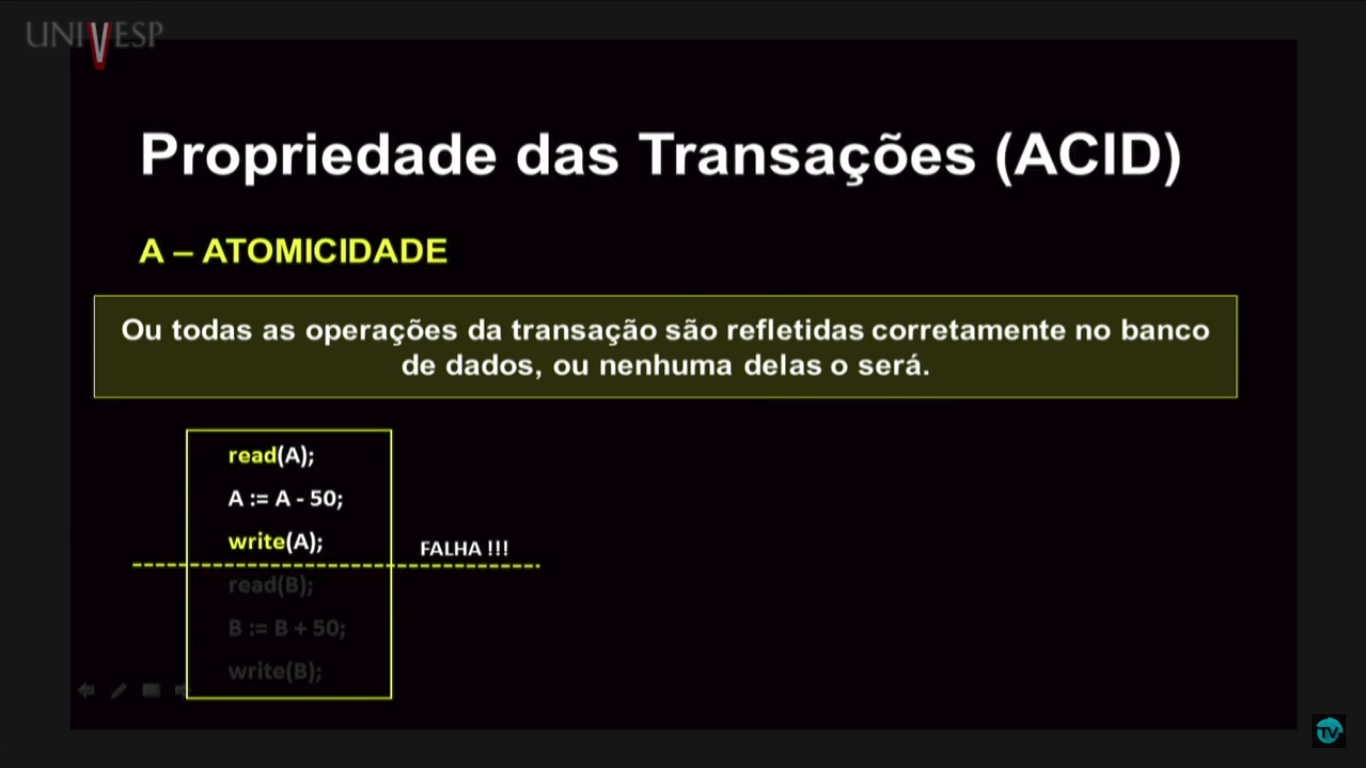 UNIVESP
Propriedade das Transações (ACID)
A – ATOMICIDADE
Ou todas as operações da transação são refletidas corretamente no banco
de dados, ou nenhuma delas o será.
read(A);
A := A - 50;
write(A);
FALHA !!!
read(B);
B := B + 50;
write(B);
TV